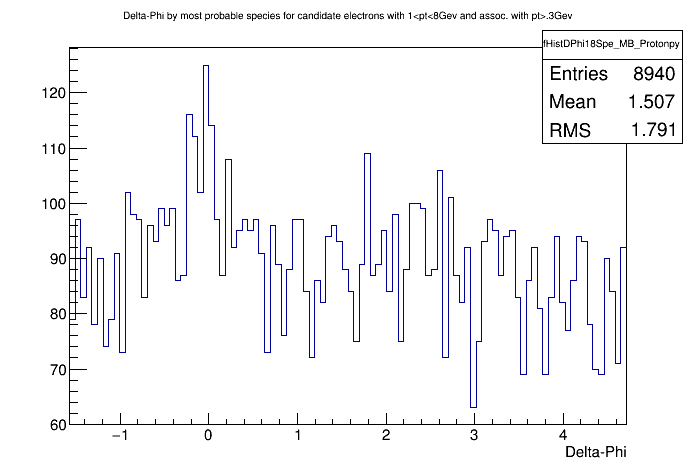 Delta-Phi by most probable species for candidate electrons with 1<pt<8Gev and assoc. with pt>.3Gev
fHistDPhi18Spe_MB_Protonpy
Entries 8940
Mean 1.507
RMS 1.791
120
110
100
90
80
70
60
−1 0 1 2 3 4
Delta-Phi